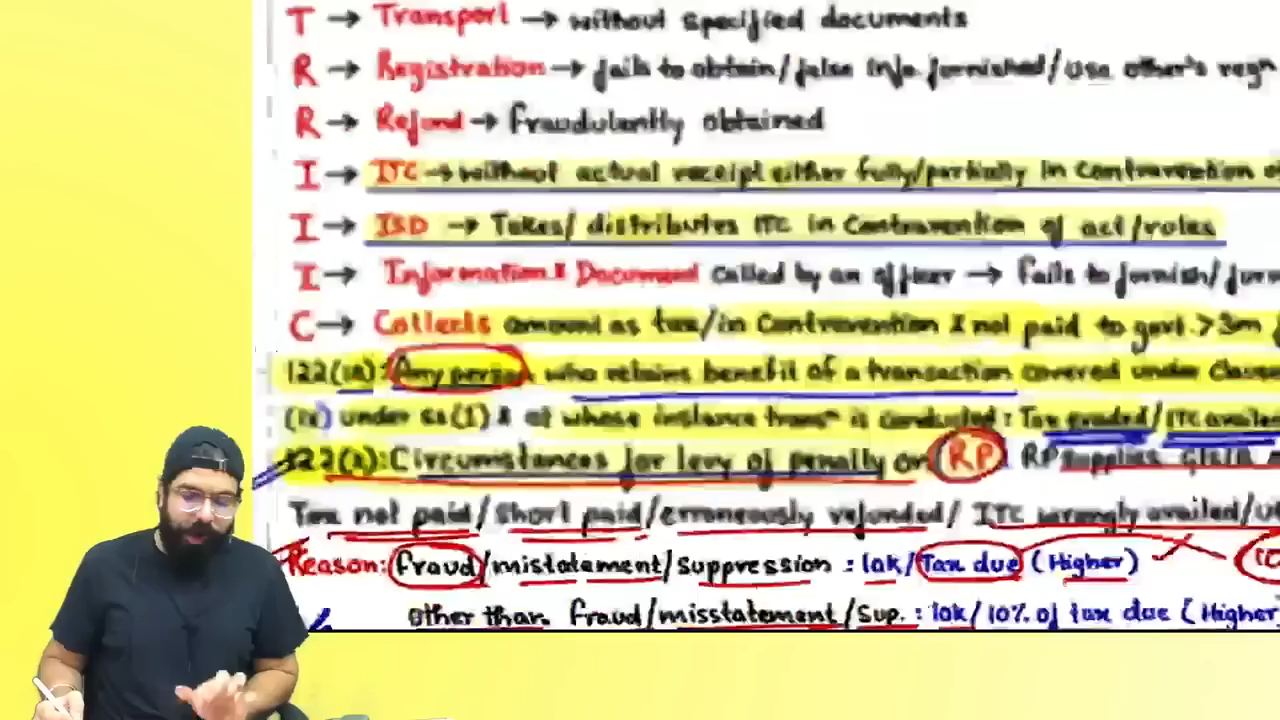 T → Transport → without specified documents
R → Registration → fails to obtain/false info furnished/use other's regn
R → Refund → fraudulently obtained
I → ITC → without actual receipt either fully/partially in contravention of
I → ISD → Takes/ distributes ITC in contravention of act/rules
I → Information & Document called by an officer → Fails to furnish/
C → Collects amount as tax/in contravention & not paid to govt. >3m
122(1A): Any person who retains benefit of a transaction covered under
under ss(1) & at whose instance transn is conducted: Tax evaded/ITC
Circumstances for levy of penalty on RP RP supplies
Tax not paid/short paid/erroneously refunded/ ITC wrongly availed/
Reason: fraud/mistatement/suppression : 10k/Tax due (Higher)
other than fraud/misstatement/sup. : 10k/10% of tax due (Higher